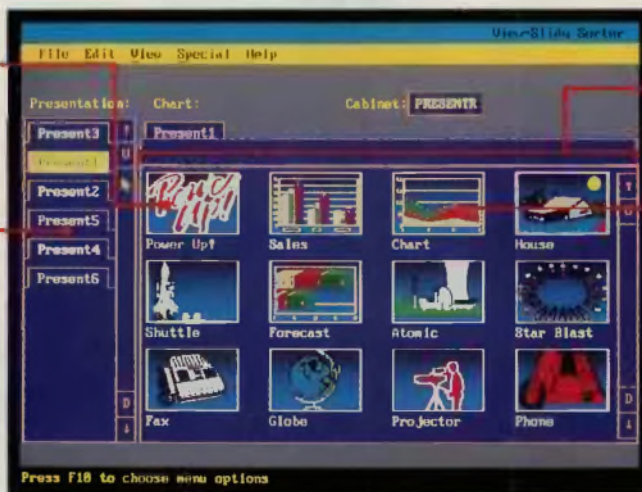 View-Slide Sorter
File Edit View Special Help
Presentation: Chart: Cabinet: PRESENTR
Present3
Present1
Present2
Present5
Present4
Present6
Present1
Power Up!
Sales
Chart
House
Shuttle
Forecast
Atomic
Star Blast
Fax
Globe
Projector
Phone
U
D
U
D
Press F10 to choose menu options